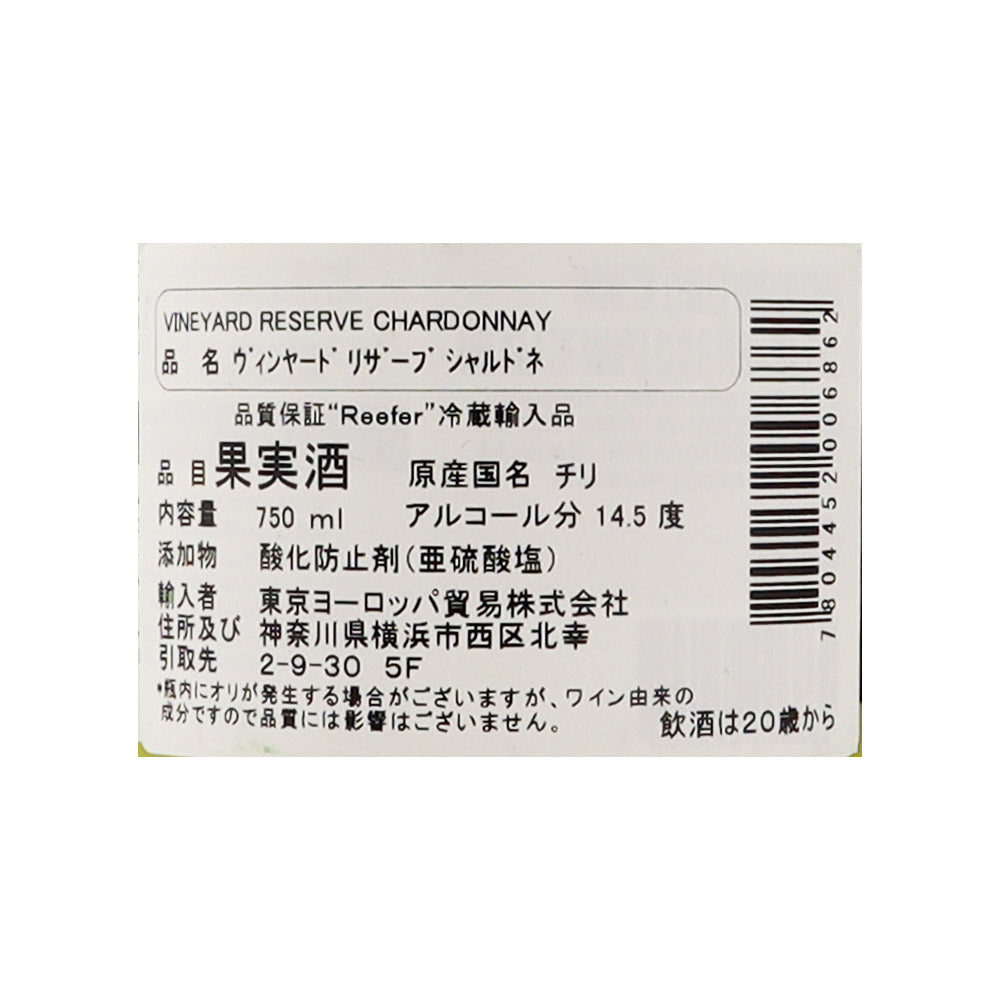 VINEYARD RESERVE CHARDONNAY
品 名 ｳﾞｨﾝﾔｰﾄﾞ ﾘｻﾞｰﾌﾞ ｼｬﾙﾄﾞﾈ
品質保証“Reefer”冷蔵輸入品
品 目 果実酒 原産国名 チリ
内容量 750 ml アルコール分 14.5 度
添加物 酸化防止剤(亜硫酸塩)
輸入者 東京ヨーロッパ貿易株式会社
住所及び 神奈川県横浜市西区北幸
引取先 2-9-30 5F
*瓶内にオリが発生する場合がございますが、ワイン由来の
成分ですので品質には影響はございません。
飲酒は20歳から
7804452006862